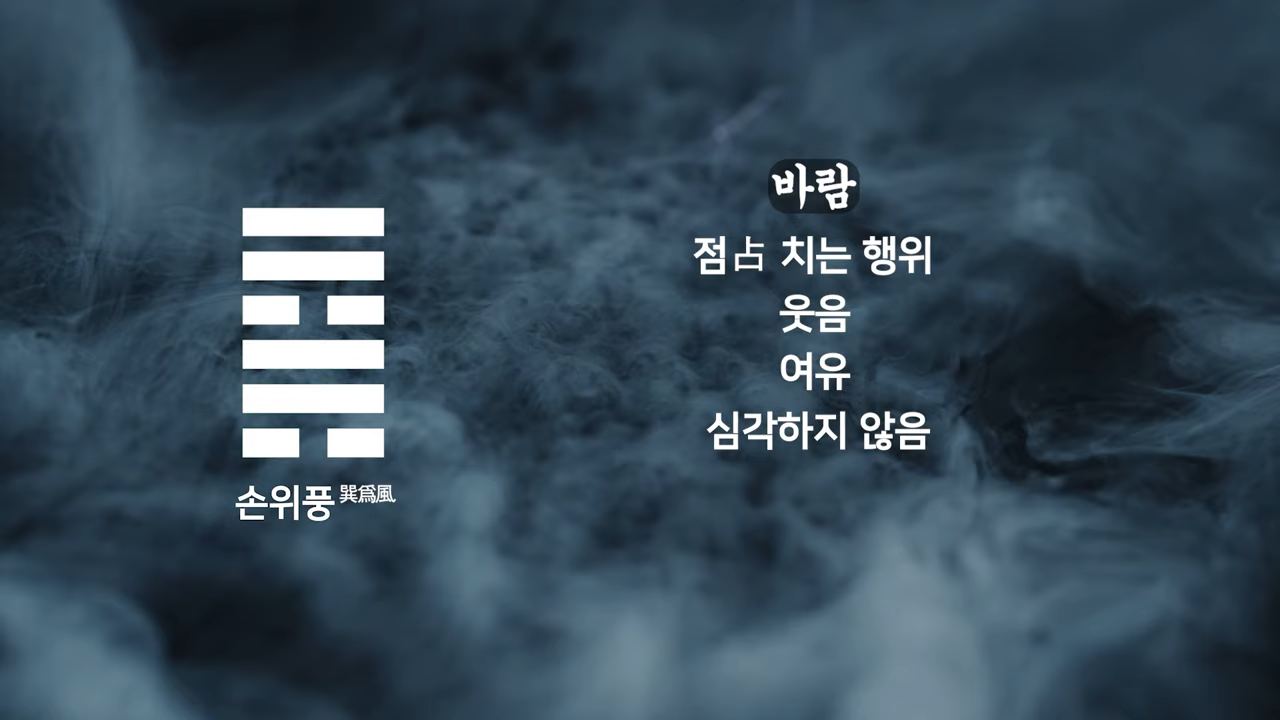 바람
점占 치는 행위
웃음
여유
심각하지 않음
손위풍巽爲風